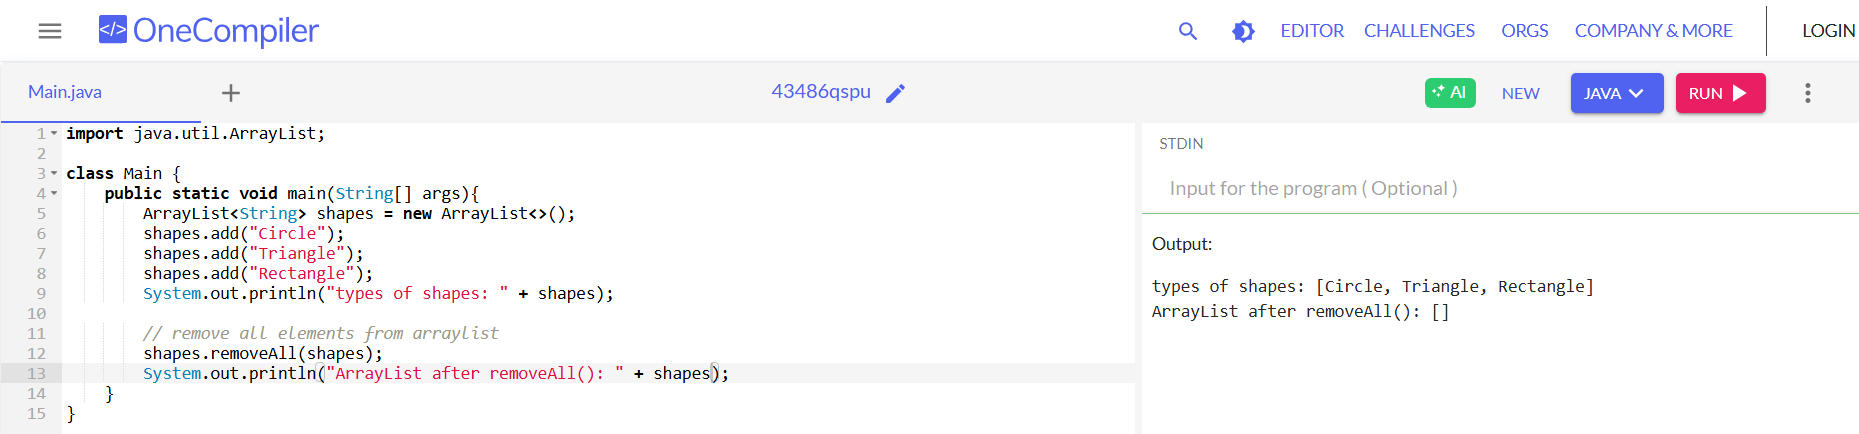 </> OneCompiler
EDITOR CHALLENGES ORGS COMPANY & MORE LOGIN
Main.java + 43486qspu AI NEW JAVA RUN
1 import java.util.ArrayList;
2
3 class Main {
4     public static void main(String[] args){
5         ArrayList<String> shapes = new ArrayList<>();
6         shapes.add("Circle");
7         shapes.add("Triangle");
8         shapes.add("Rectangle");
9         System.out.println("types of shapes: " + shapes);
10
11         // remove all elements from arraylist
12         shapes.removeAll(shapes);
13         System.out.println("ArrayList after removeAll(): " + shapes);
14     }
15 }
STDIN
Input for the program ( Optional )
Output:
types of shapes: [Circle, Triangle, Rectangle]
ArrayList after removeAll(): []